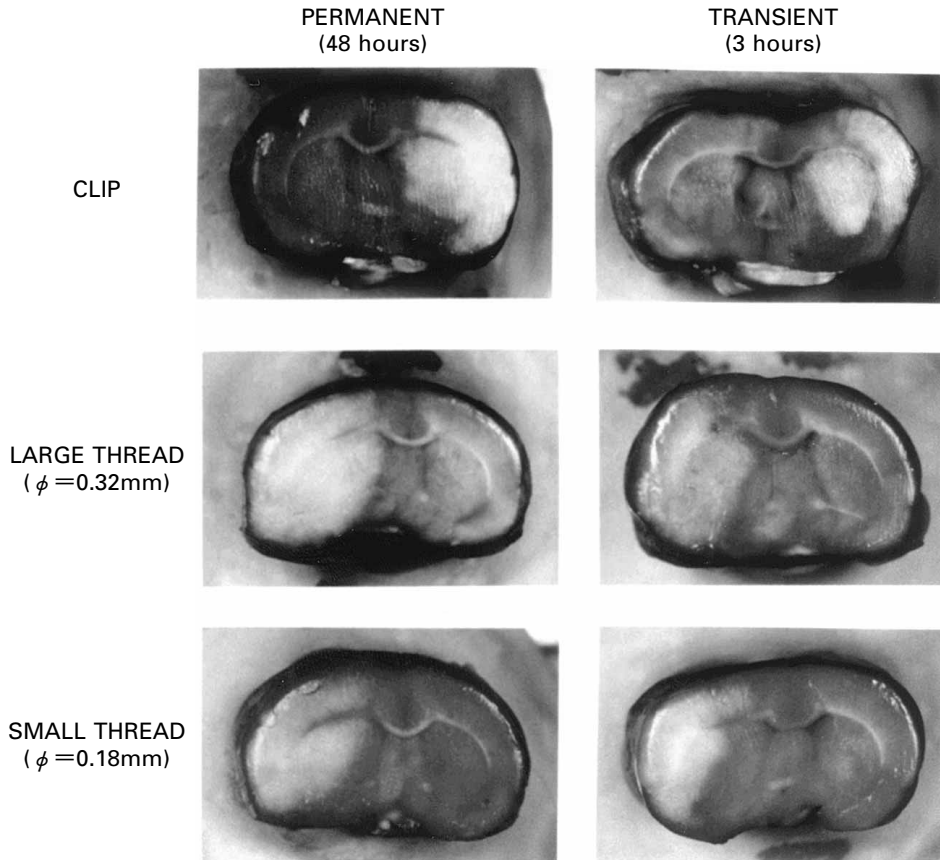 PERMANENT
(48 hours)
TRANSIENT
(3 hours)
CLIP
LARGE THREAD
(ϕ=0.32mm)
SMALL THREAD
(ϕ=0.18mm)